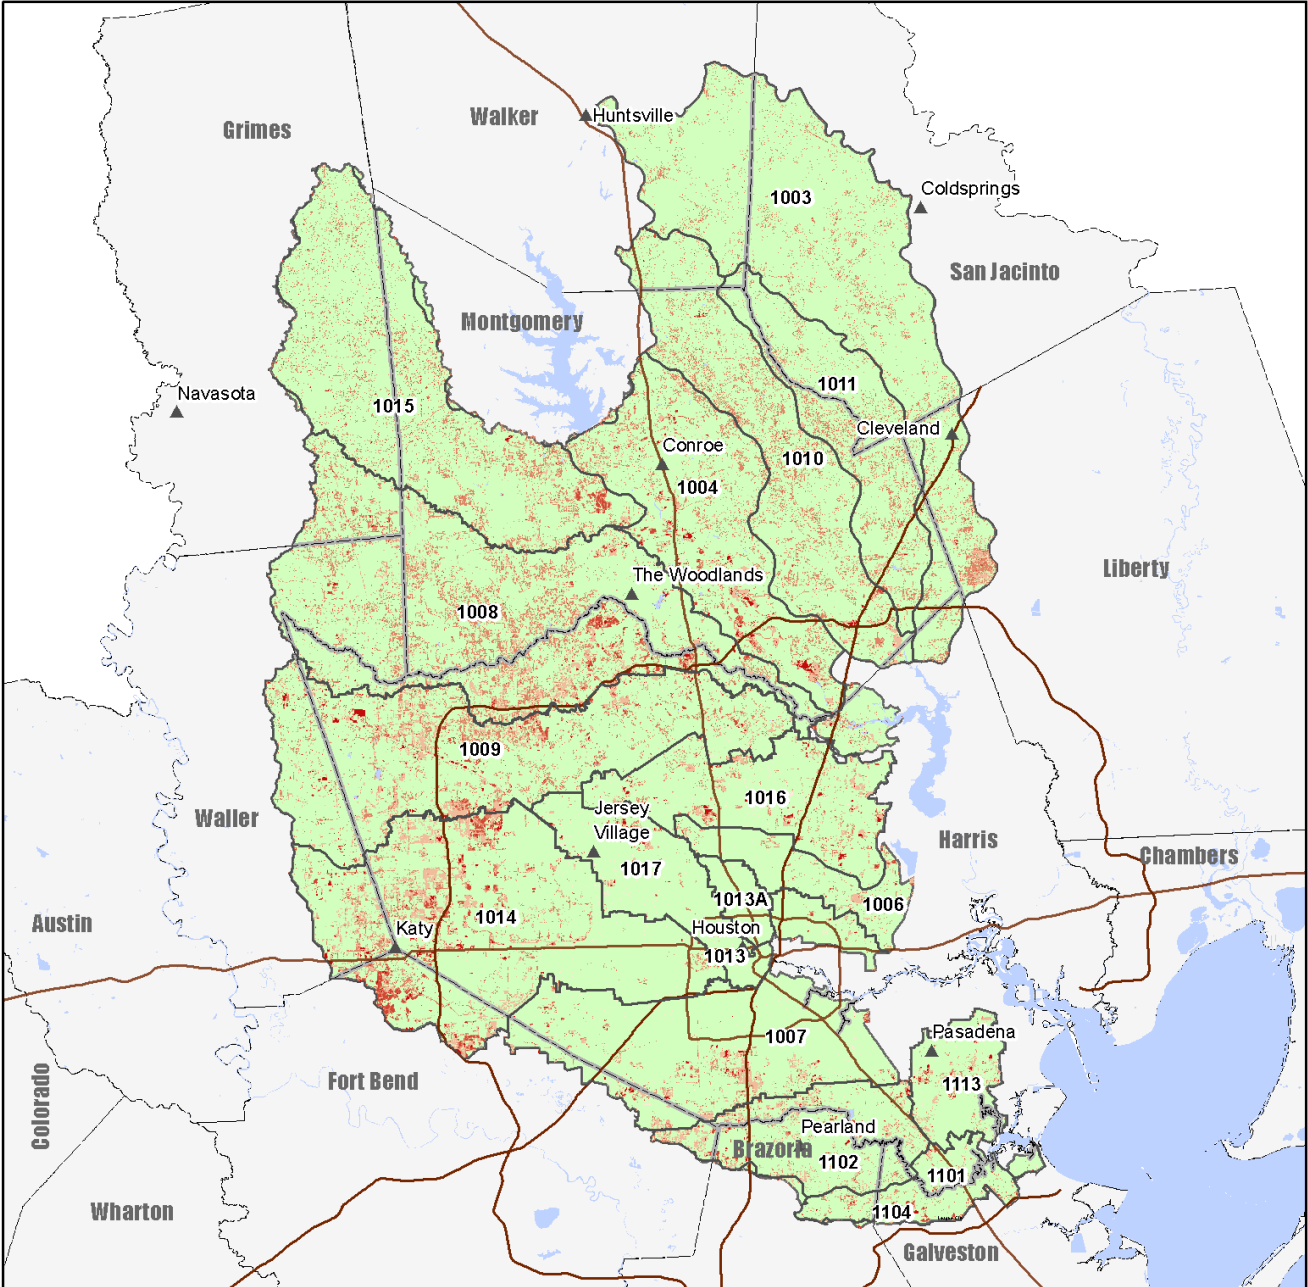 Huntsville
Walker
Grimes
Coldsprings
1003
San Jacinto
Montgomery
1011
Navasota
1015
Cleveland
Conroe
1010
1004
The Woodlands
Liberty
1008
1009
1016
Jersey
Village
Waller
Harris
Chambers
1017
1013A
1006
Austin
1014
Katy
Houston
1013
1007
Pasadena
Fort Bend
1113
Colorado
Pearland
Brazoria
1102
1101
Wharton
1104
Galveston